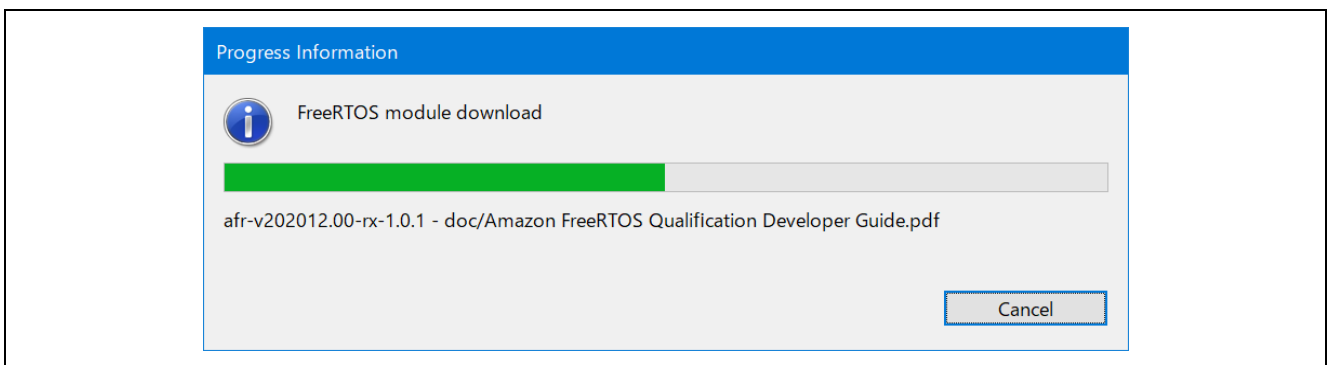 Progress Information
FreeRTOS module download
afr-v202012.00-rx-1.0.1 - doc/Amazon FreeRTOS Qualification Developer Guide.pdf
Cancel